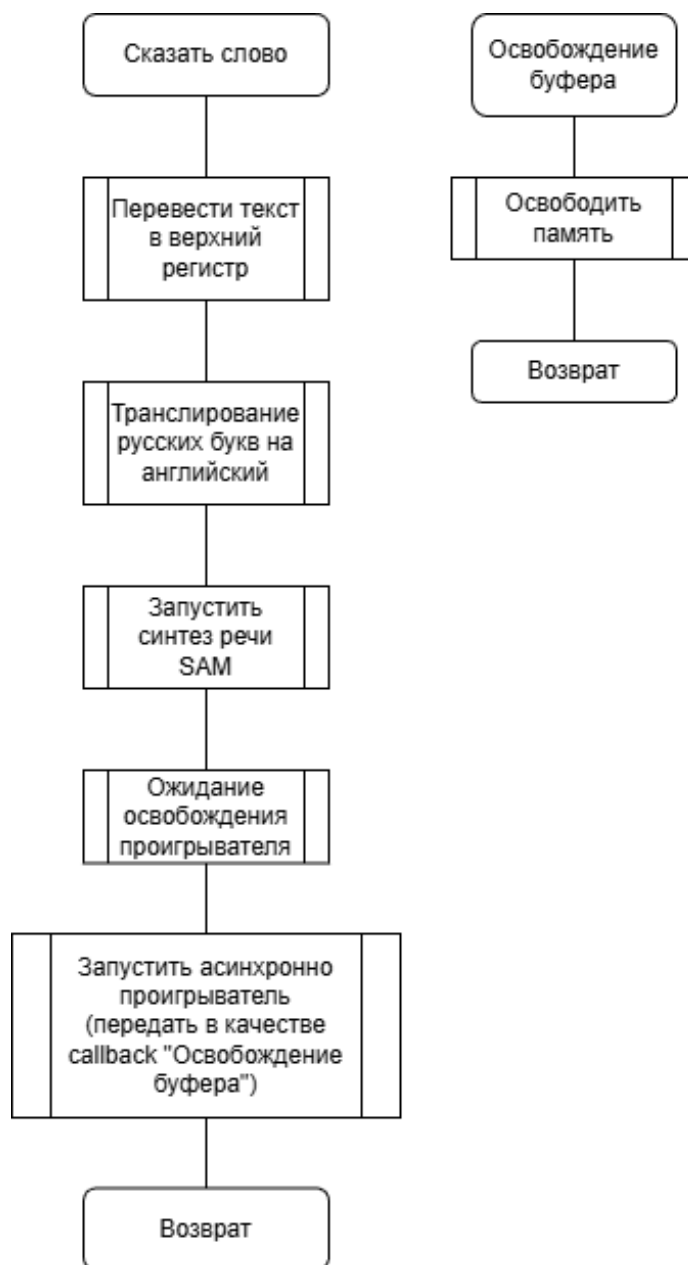 Сказать слово
Перевести текст
в верхний
регистр
Транслирование
русских букв на
английский
Запустить
синтез речи
SAM
Ожидание
освобождения
проигрывателя
Запустить асинхронно
проигрыватель
(передать в качестве
callback "Освобождение
буфера")
Возврат
Освобождение
буфера
Освободить
память
Возврат